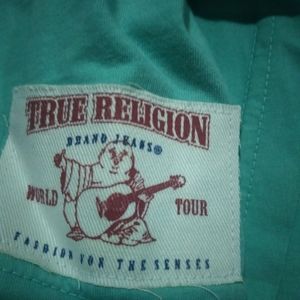 TRUE RELIGION
BRAND JEANS®
WORLD TOUR
FASHION FOR THE SENSES